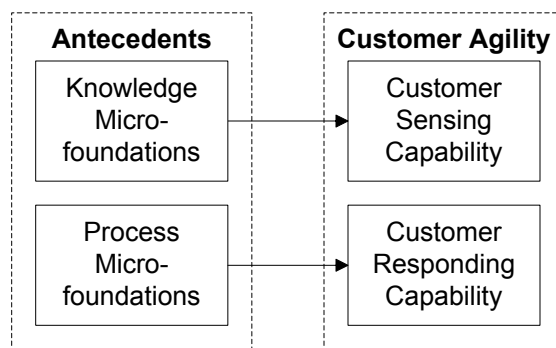 Antecedents
Knowledge
Micro-
foundations
Process
Micro-
foundations
Customer Agility
Customer
Sensing
Capability
Customer
Responding
Capability